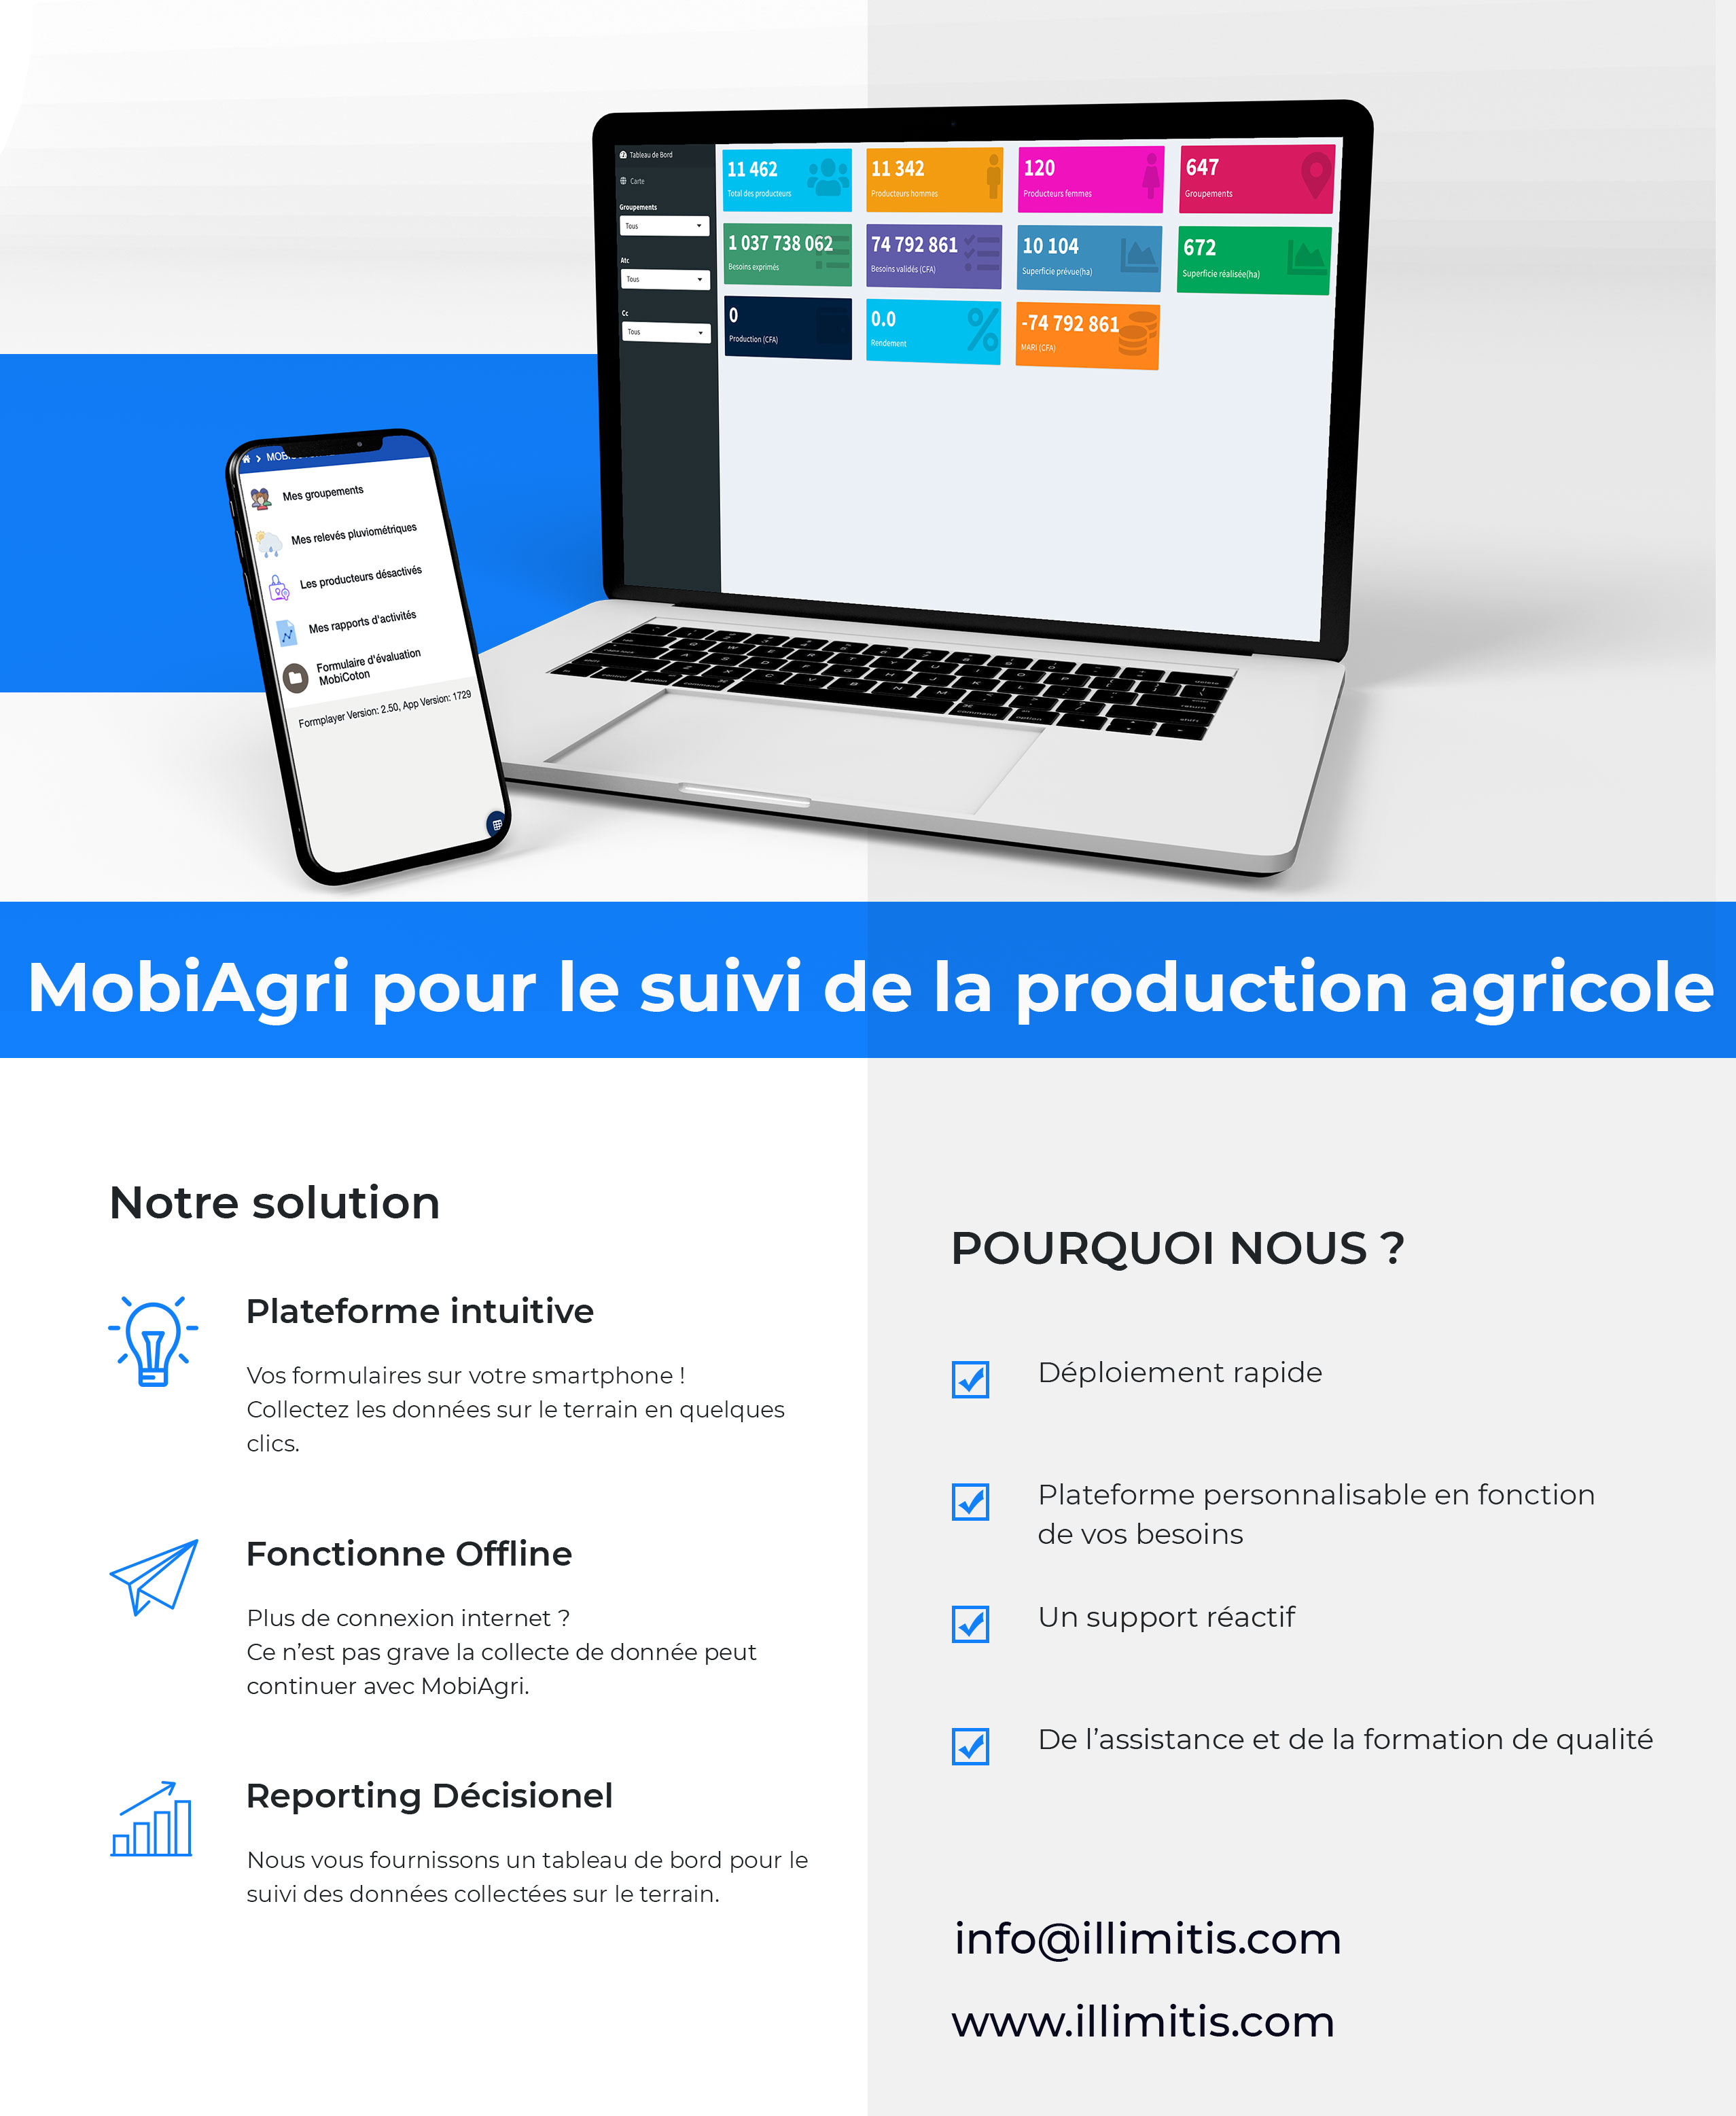 Tableau de Bord
Carte
Groupements
Tous
Atc
Tous
Cc
Tous
11 462
Total des producteurs
11 342
Producteurs hommes
120
Producteurs femmes
647
Groupements
1 037 738 062
Besoins exprimés
74 792 861
Besoins validés (CFA)
10 104
Superficie prévue(ha)
672
Superficie réalisée(ha)
0
Production (CFA)
0.0
Rendement
-74 792 861
MARI (CFA)
Mes groupements
Mes relevés pluviométriques
Les producteurs désactivés
Mes rapports d'activités
Formulaire d'évaluation
MobiCoton
Formplayer Version: 2.50, App Version: 1729
MobiAgri pour le suivi de la production agricole
Notre solution
Plateforme intuitive
Vos formulaires sur votre smartphone !
Collectez les données sur le terrain en quelques
clics.
Fonctionne Offline
Plus de connexion internet ?
Ce n’est pas grave la collecte de donnée peut
continuer avec MobiAgri.
Reporting Décisionel
Nous vous fournissons un tableau de bord pour le
suivi des données collectées sur le terrain.
POURQUOI NOUS ?
Déploiement rapide
Plateforme personnalisable en fonction
de vos besoins
Un support réactif
De l’assistance et de la formation de qualité
info@illimitis.com
www.illimitis.com